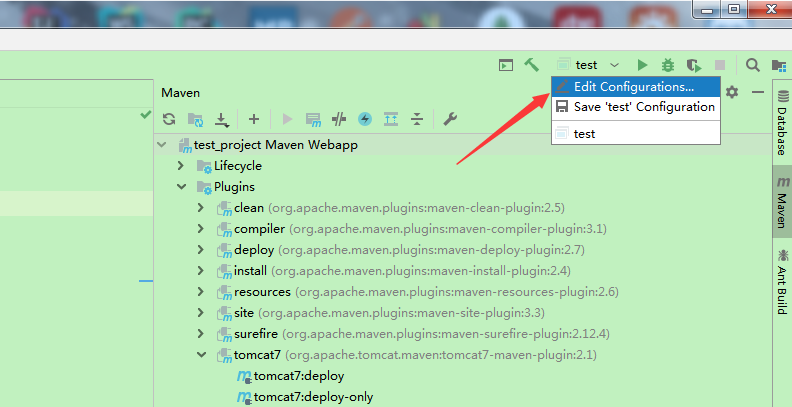 test
Edit Configurations...
Save 'test' Configuration
test
Maven
test_project Maven Webapp
Lifecycle
Plugins
clean (org.apache.maven.plugins:maven-clean-plugin:2.5)
compiler (org.apache.maven.plugins:maven-compiler-plugin:3.1)
deploy (org.apache.maven.plugins:maven-deploy-plugin:2.7)
install (org.apache.maven.plugins:maven-install-plugin:2.4)
resources (org.apache.maven.plugins:maven-resources-plugin:2.6)
site (org.apache.maven.plugins:maven-site-plugin:3.3)
surefire (org.apache.maven.plugins:maven-surefire-plugin:2.12.4)
tomcat7 (org.apache.tomcat.maven:tomcat7-maven-plugin:2.1)
tomcat7:deploy
tomcat7:deploy-only
Database
Maven
Ant Build